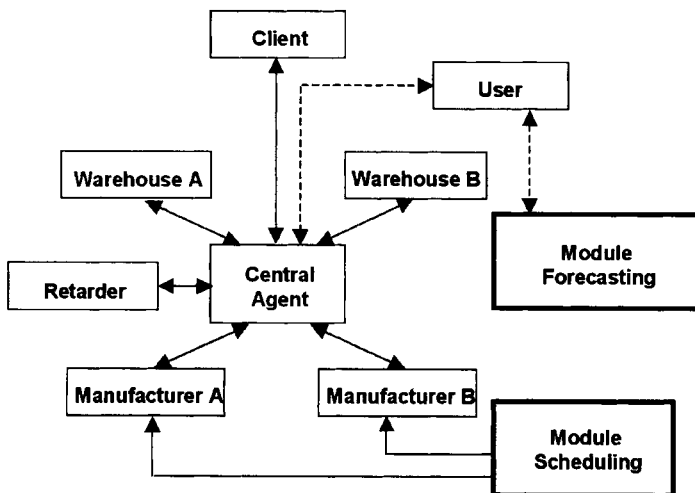 Client
User
Warehouse A
Warehouse B
Module
Forecasting
Central
Agent
Retarder
Manufacturer A
Manufacturer B
Module
Scheduling